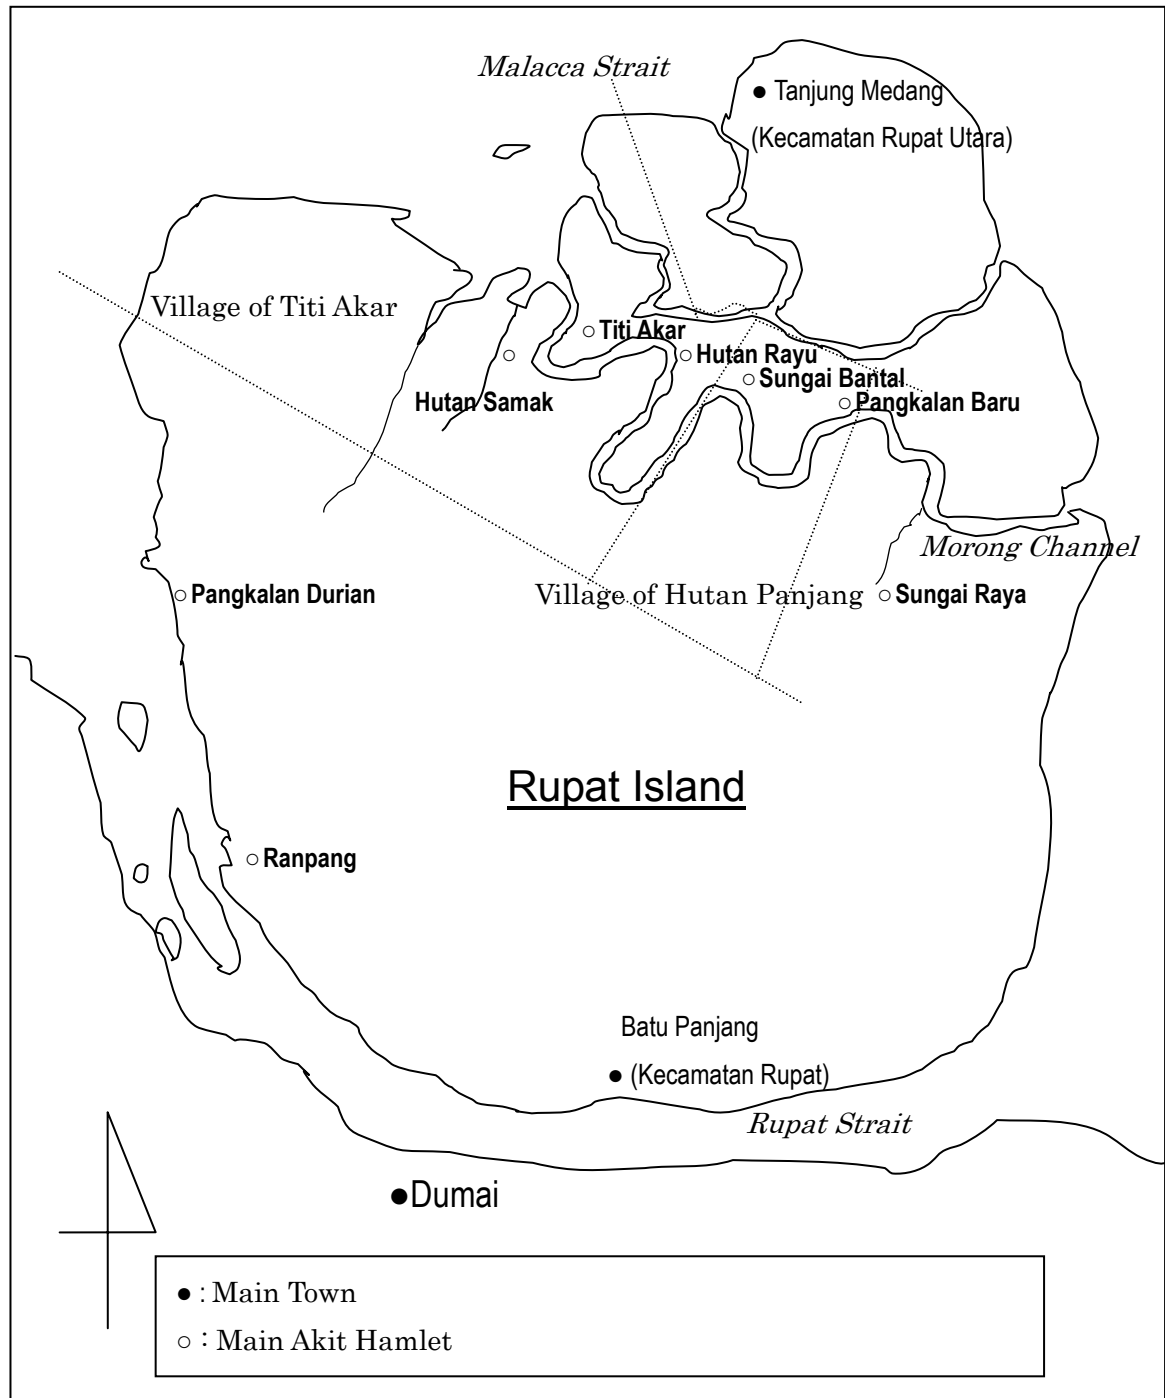 Malacca Strait
Tanjung Medang
(Kecamatan Rupat Utara)
Village of Titi Akar
Titi Akar
Hutan Rayu
Sungai Bantal
Hutan Samak
Pangkalan Baru
Morong Channel
Pangkalan Durian
Village of Hutan Panjang
Sungai Raya
Rupat Island
Ranpang
Batu Panjang
(Kecamatan Rupat)
Rupat Strait
Dumai
● : Main Town
○ : Main Akit Hamlet